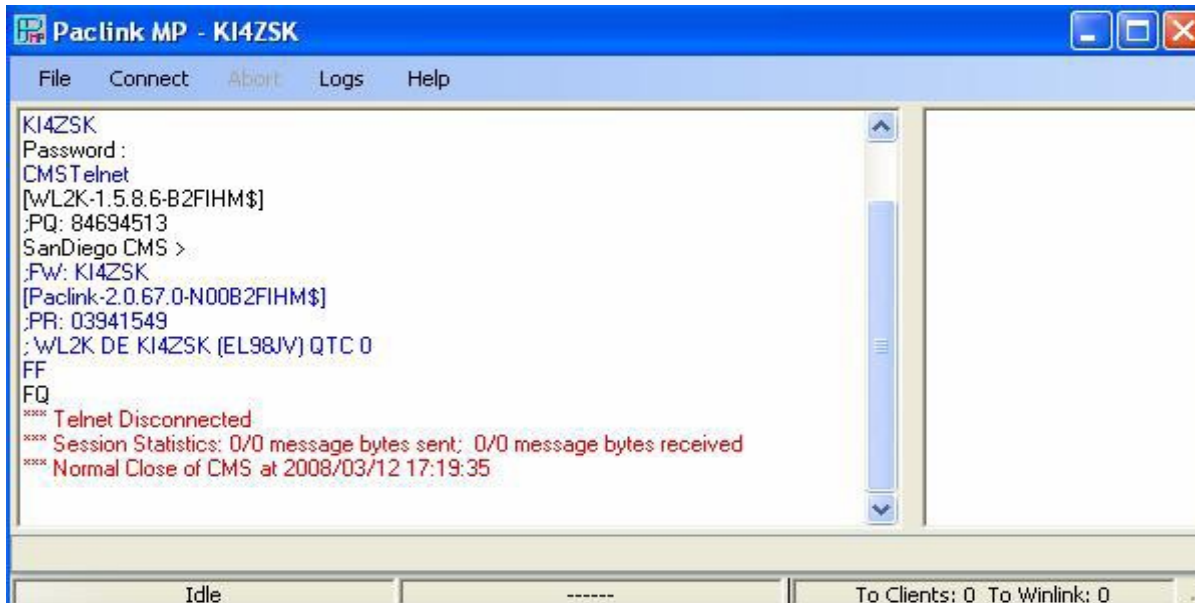 Paclink MP - KI4ZSK
File Connect Abort Logs Help
KI4ZSK
Password :
CMSTelnet
[WL2K-1.5.8.6-B2FIHM$]
;PQ: 84694513
SanDiego CMS >
;FW: KI4ZSK
[Paclink-2.0.67.0-N00B2FIHM$]
;PR: 03941549
; WL2K DE KI4ZSK (EL98JV) QTC 0
FF
FQ
*** Telnet Disconnected
*** Session Statistics: 0/0 message bytes sent; 0/0 message bytes received
*** Normal Close of CMS at 2008/03/12 17:19:35
Idle ------ To Clients: 0 To Winlink: 0